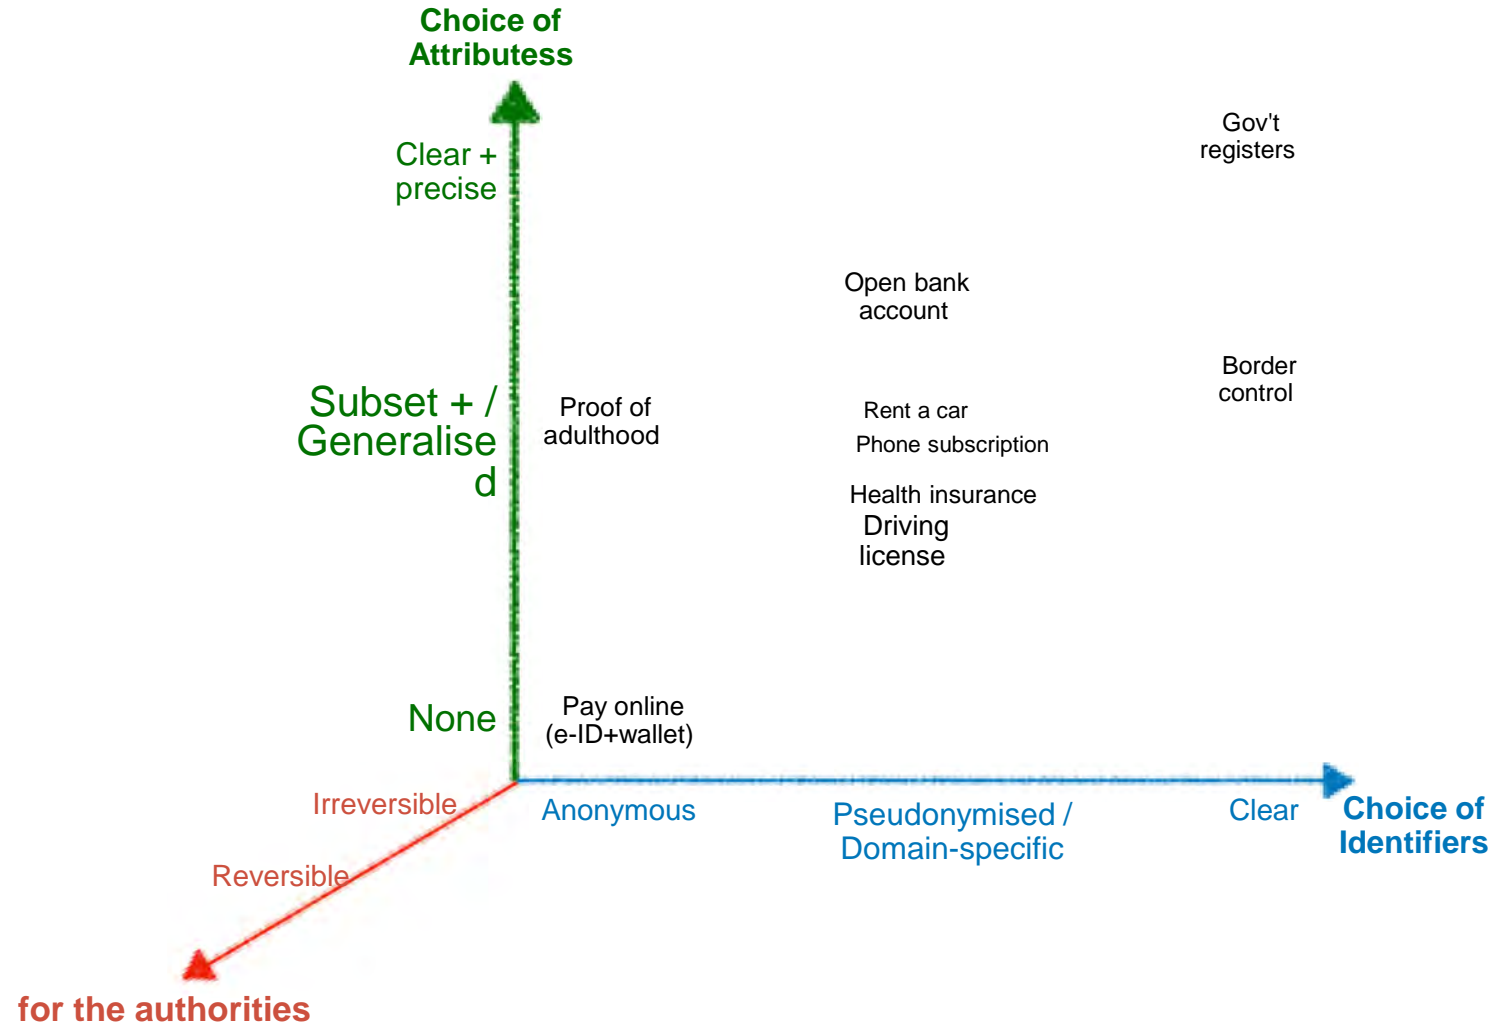 Choice of
Attributess
Gov't
registers
Clear +
precise
Open bank
account
Border
control
Subset + /
Generalise
d
Proof of
adulthood
Rent a car
Phone subscription
Health insurance
Driving
license
None
Pay online
(e-ID+wallet)
Irreversible
Anonymous
Pseudonymised /
Domain-specific
Clear
Choice of
Identifiers
Reversible
for the authorities